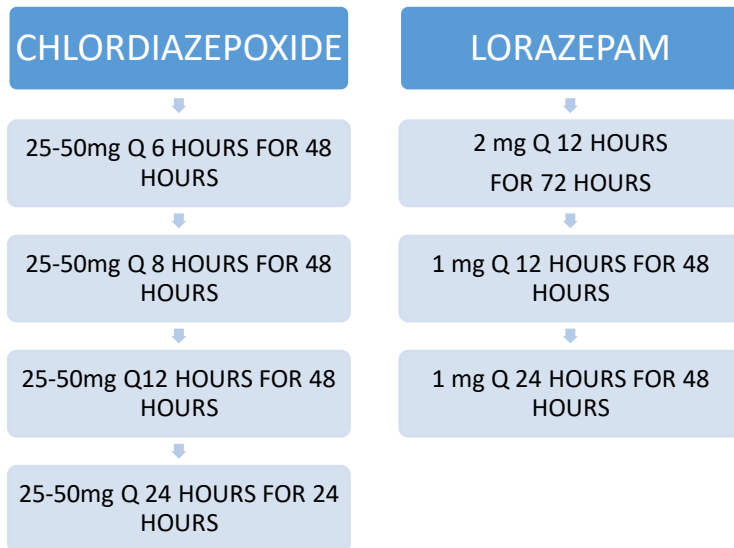 CHLORDIAZEPOXIDE
25-50mg Q 6 HOURS FOR 48
HOURS
25-50mg Q 8 HOURS FOR 48
HOURS
25-50mg Q12 HOURS FOR 48
HOURS
25-50mg Q 24 HOURS FOR 24
HOURS
LORAZEPAM
2 mg Q 12 HOURS
FOR 72 HOURS
1 mg Q 12 HOURS FOR 48
HOURS
1 mg Q 24 HOURS FOR 48
HOURS